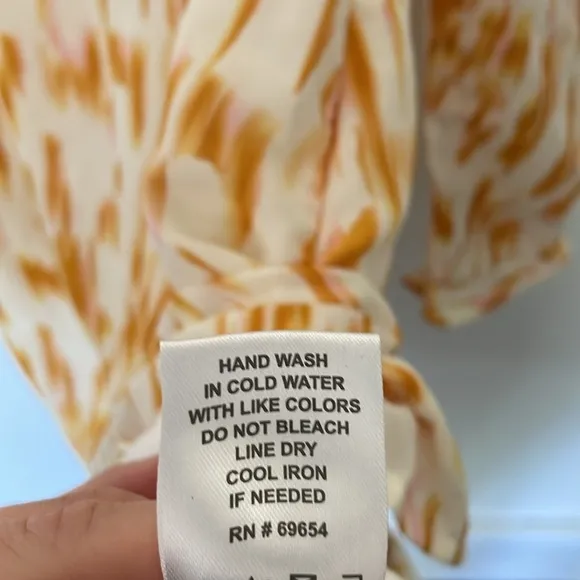 HAND WASH
IN COLD WATER
WITH LIKE COLORS
DO NOT BLEACH
LINE DRY
COOL IRON
IF NEEDED
RN # 69654